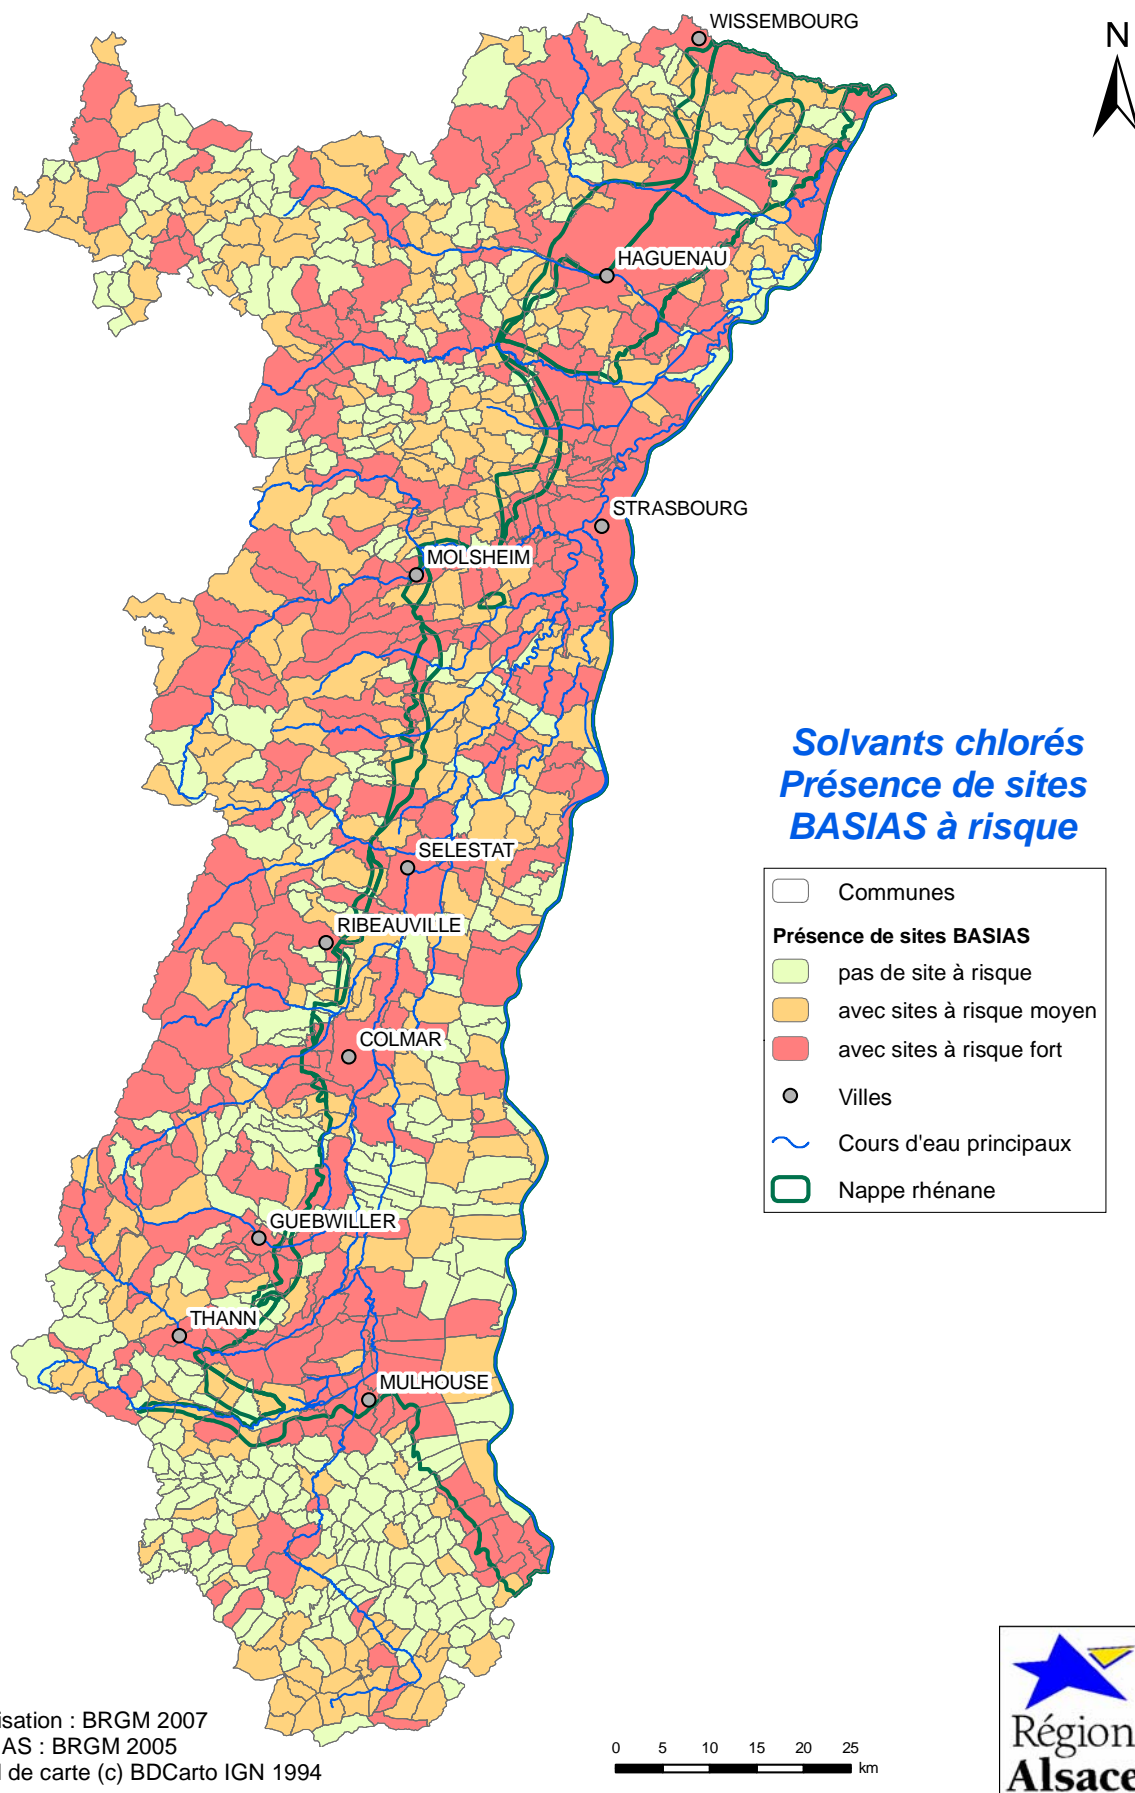 WISSEMBOURG
N
HAGUENAU
STRASBOURG
MOLSHEIM
Solvants chlorés
Présence de sites
BASIAS à risque
SELESTAT
Communes
RIBEAUVILLE
Présence de sites BASIAS
pas de site à risque
avec sites à risque moyen
COLMAR
avec sites à risque fort
Villes
Cours d'eau principaux
Nappe rhénane
GUEBWILLER
THANN
MULHOUSE
isation : BRGM 2007
IAS : BRGM 2005
d de carte (c) BDCarto IGN 1994
0 5 10 15 20 25
km
Région
Alsace